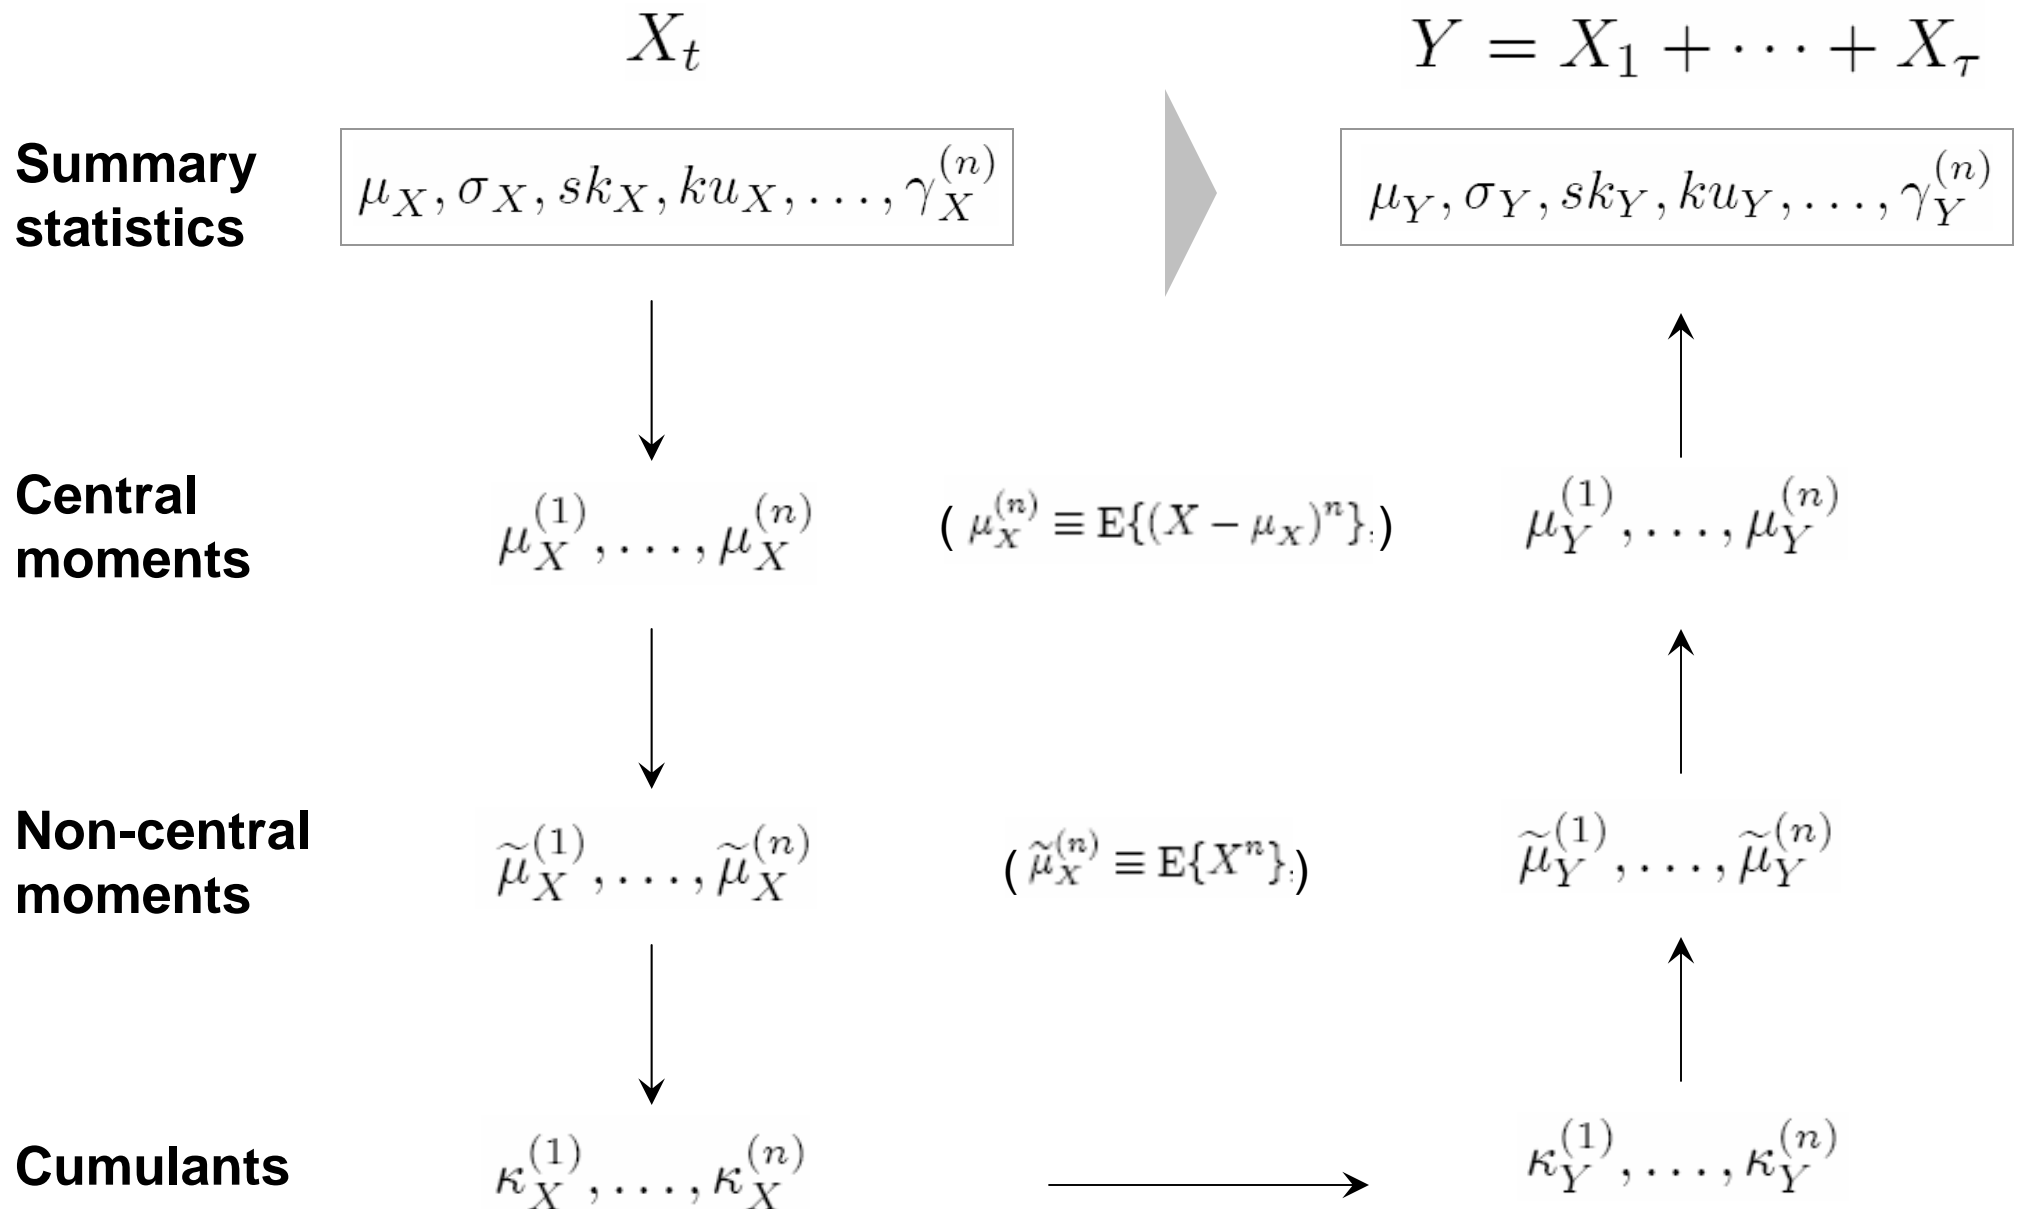 X_t
Y = X_1 + ⋯ + X_τ
Summary
statistics
μ_X, σ_X, sk_X, ku_X, …, γ_X^{(n)}
μ_Y, σ_Y, sk_Y, ku_Y, …, γ_Y^{(n)}
Central
moments
μ_X^{(1)}, …, μ_X^{(n)}
( μ_X^{(n)} ≡ E{(X − μ_X)^n} )
μ_Y^{(1)}, …, μ_Y^{(n)}
Non-central
moments
μ̃_X^{(1)}, …, μ̃_X^{(n)}
( μ̃_X^{(n)} ≡ E{X^n} )
μ̃_Y^{(1)}, …, μ̃_Y^{(n)}
Cumulants
κ_X^{(1)}, …, κ_X^{(n)}
κ_Y^{(1)}, …, κ_Y^{(n)}